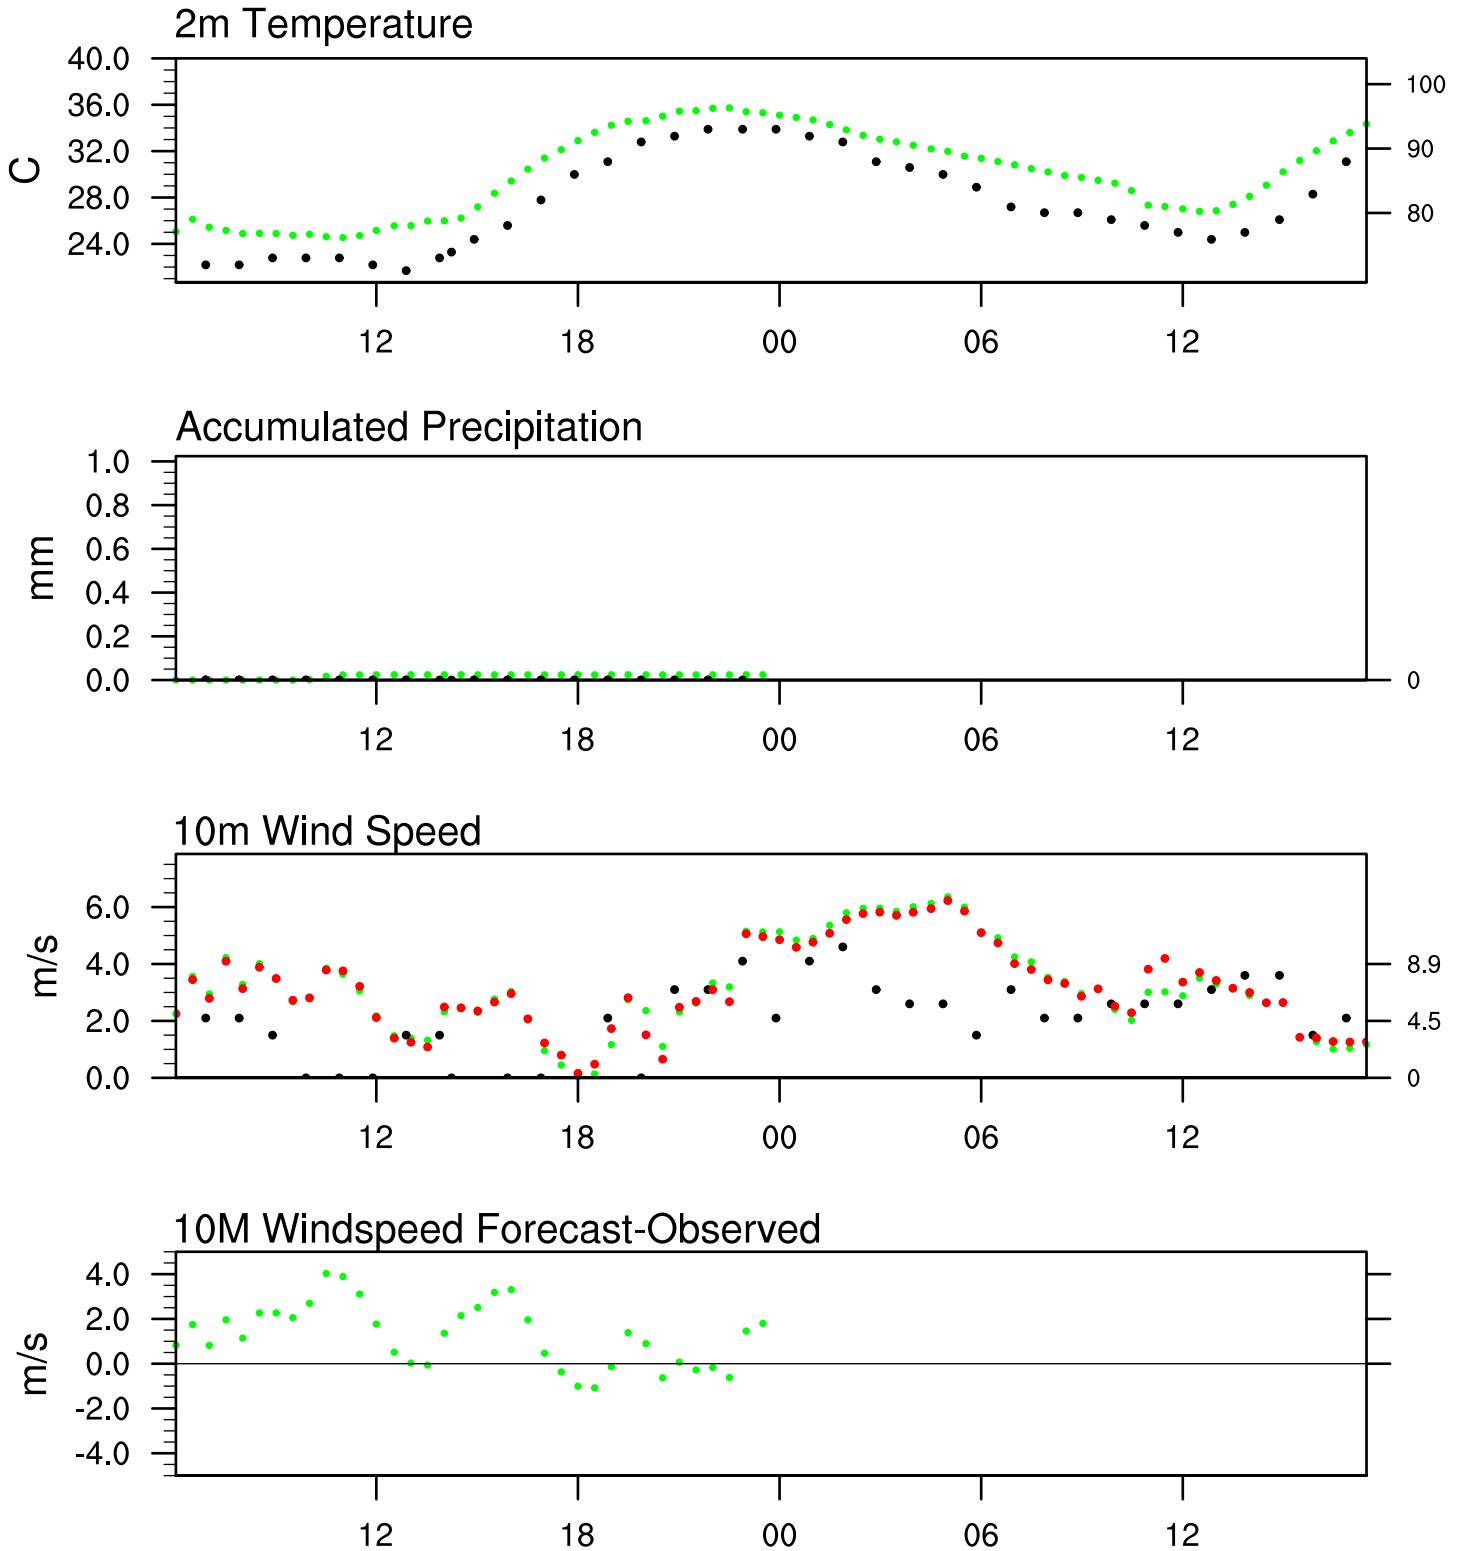 2m Temperature
40.0
36.0
32.0
28.0
24.0
C
100
90
80
12 18 00 06 12
Accumulated Precipitation
1.0
0.8
0.6
0.4
0.2
0.0
mm
0
12 18 00 06 12
10m Wind Speed
6.0
4.0
2.0
0.0
m/s
8.9
4.5
0
12 18 00 06 12
10M Windspeed Forecast-Observed
4.0
2.0
0.0
-2.0
-4.0
m/s
12 18 00 06 12